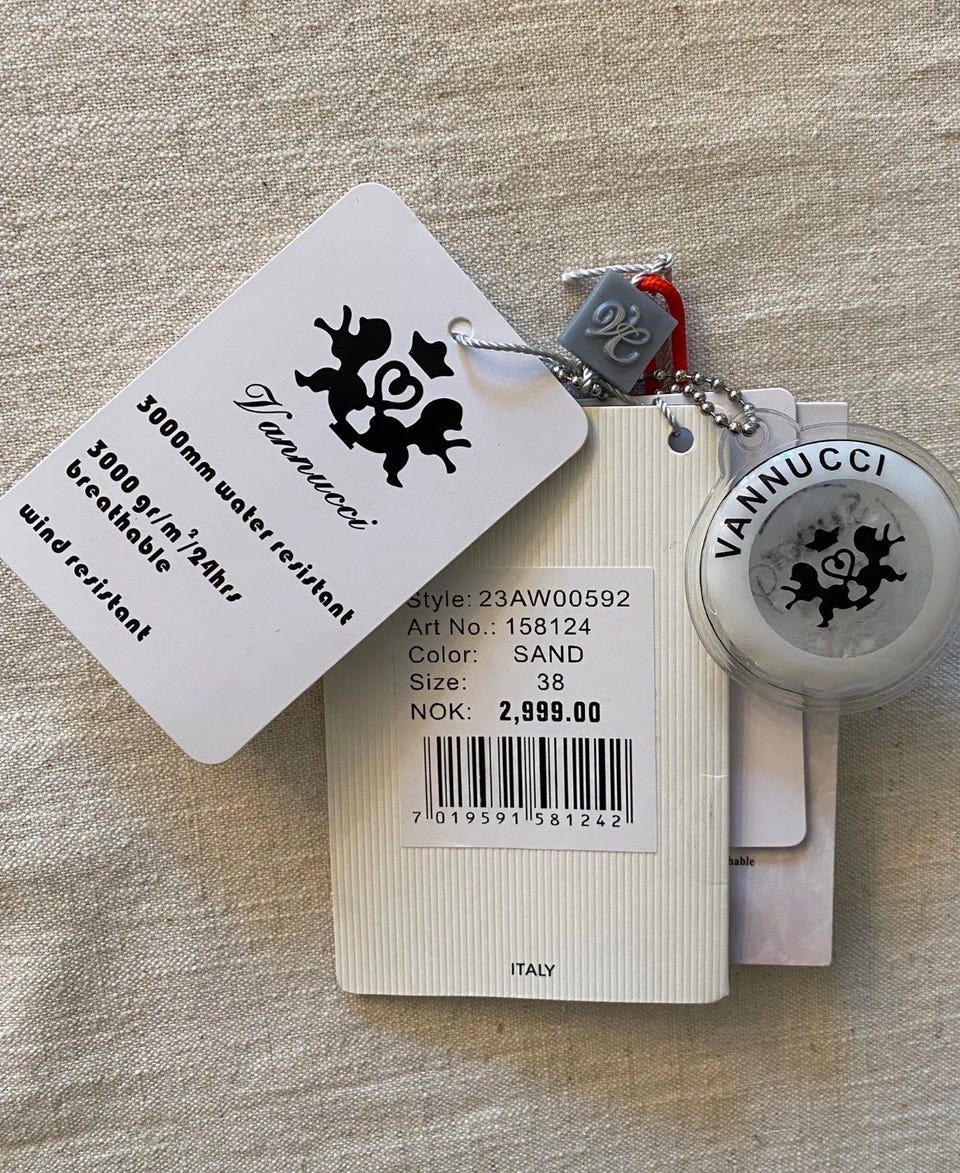 Vannucci
3000mm water resistant
3000 gr/m²/24hrs
breathable
wind resistant
VANNUCCI
Style: 23AW00592
Art No.: 158124
Color: SAND
Size: 38
NOK: 2,999.00
7 019591 581242
hable
ITALY